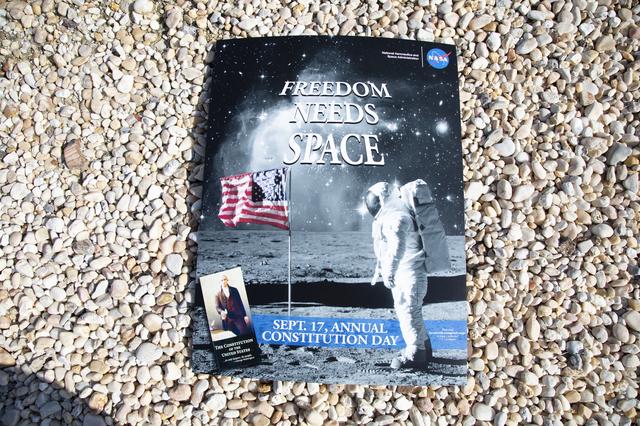 National Aeronautics and
Space Administration
NASA
FREEDOM
NEEDS
SPACE
SEPT. 17, ANNUAL
CONSTITUTION DAY
THE CONSTITUTION
OF THE
UNITED STATES